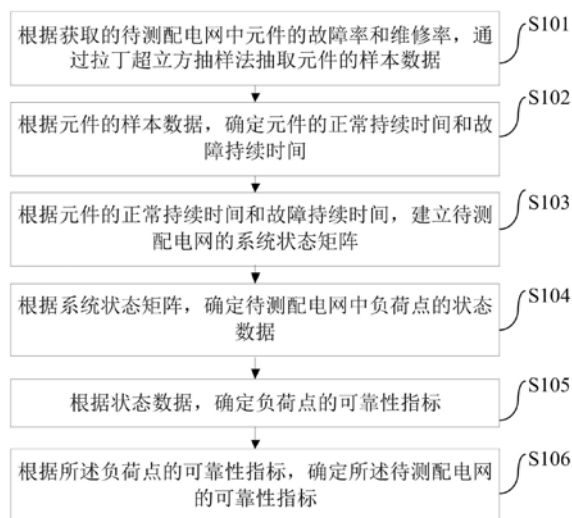 根据获取的待测配电网中元件的故障率和维修率，通
过拉丁超立方抽样法抽取元件的样本数据
S101
根据元件的样本数据，确定元件的正常持续时间和故
障持续时间
S102
根据元件的正常持续时间和故障持续时间，建立待测
配电网的系统状态矩阵
S103
根据系统状态矩阵，确定待测配电网中负荷点的状态
数据
S104
根据状态数据，确定负荷点的可靠性指标
S105
根据所述负荷点的可靠性指标，确定所述待测配电网
的可靠性指标
S106